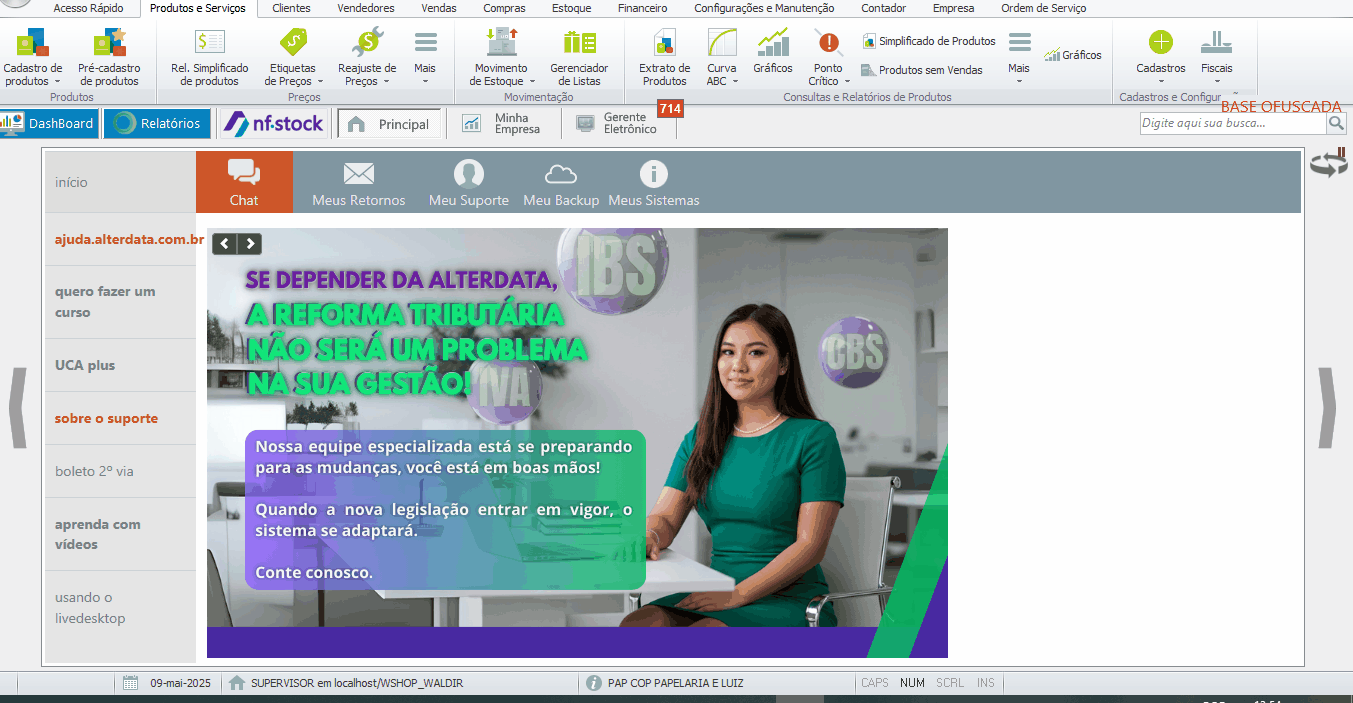 Acesso Rápido Produtos e Serviços Clientes Vendedores Vendas Compras Estoque Financeiro Configurações e Manutenção Contador Empresa Ordem de Serviço
Cadastro de produtos
Pré-cadastro de produtos
Produtos
Rel. Simplificado de produtos
Etiquetas de Preços
Reajuste de Preços
Mais
Preços
Movimento de Estoque
Gerenciador de Listas
Movimentação
Extrato de Produtos
Curva ABC
Gráficos
Ponto Crítico
Simplificado de Produtos
Produtos sem Vendas
Mais
Gráficos
Consultas e Relatórios de Produtos
Cadastros
Fiscais
Cadastros e Configur
BASE OFUSCADA
DashBoard
Relatórios
nf-stock
Principal
Minha Empresa
Gerente Eletrônico
714
Digite aqui sua busca...
início
Chat
Meus Retornos
Meu Suporte
Meu Backup
Meus Sistemas
ajuda.alterdata.com.br
quero fazer um
curso
UCA plus
sobre o suporte
boleto 2º via
aprenda com
vídeos
usando o
livedesktop
IBS
SE DEPENDER DA ALTERDATA,
A REFORMA TRIBUTÁRIA
NÃO SERÁ UM PROBLEMA
NA SUA GESTÃO!
IVA
CBS
Nossa equipe especializada está se preparando
para as mudanças, você está em boas mãos!
Quando a nova legislação entrar em vigor, o
sistema se adaptará.
Conte conosco.
09-mai-2025 SUPERVISOR em localhost/WSHOP_WALDIR PAP COP PAPELARIA E LUIZ CAPS NUM SCRL INS